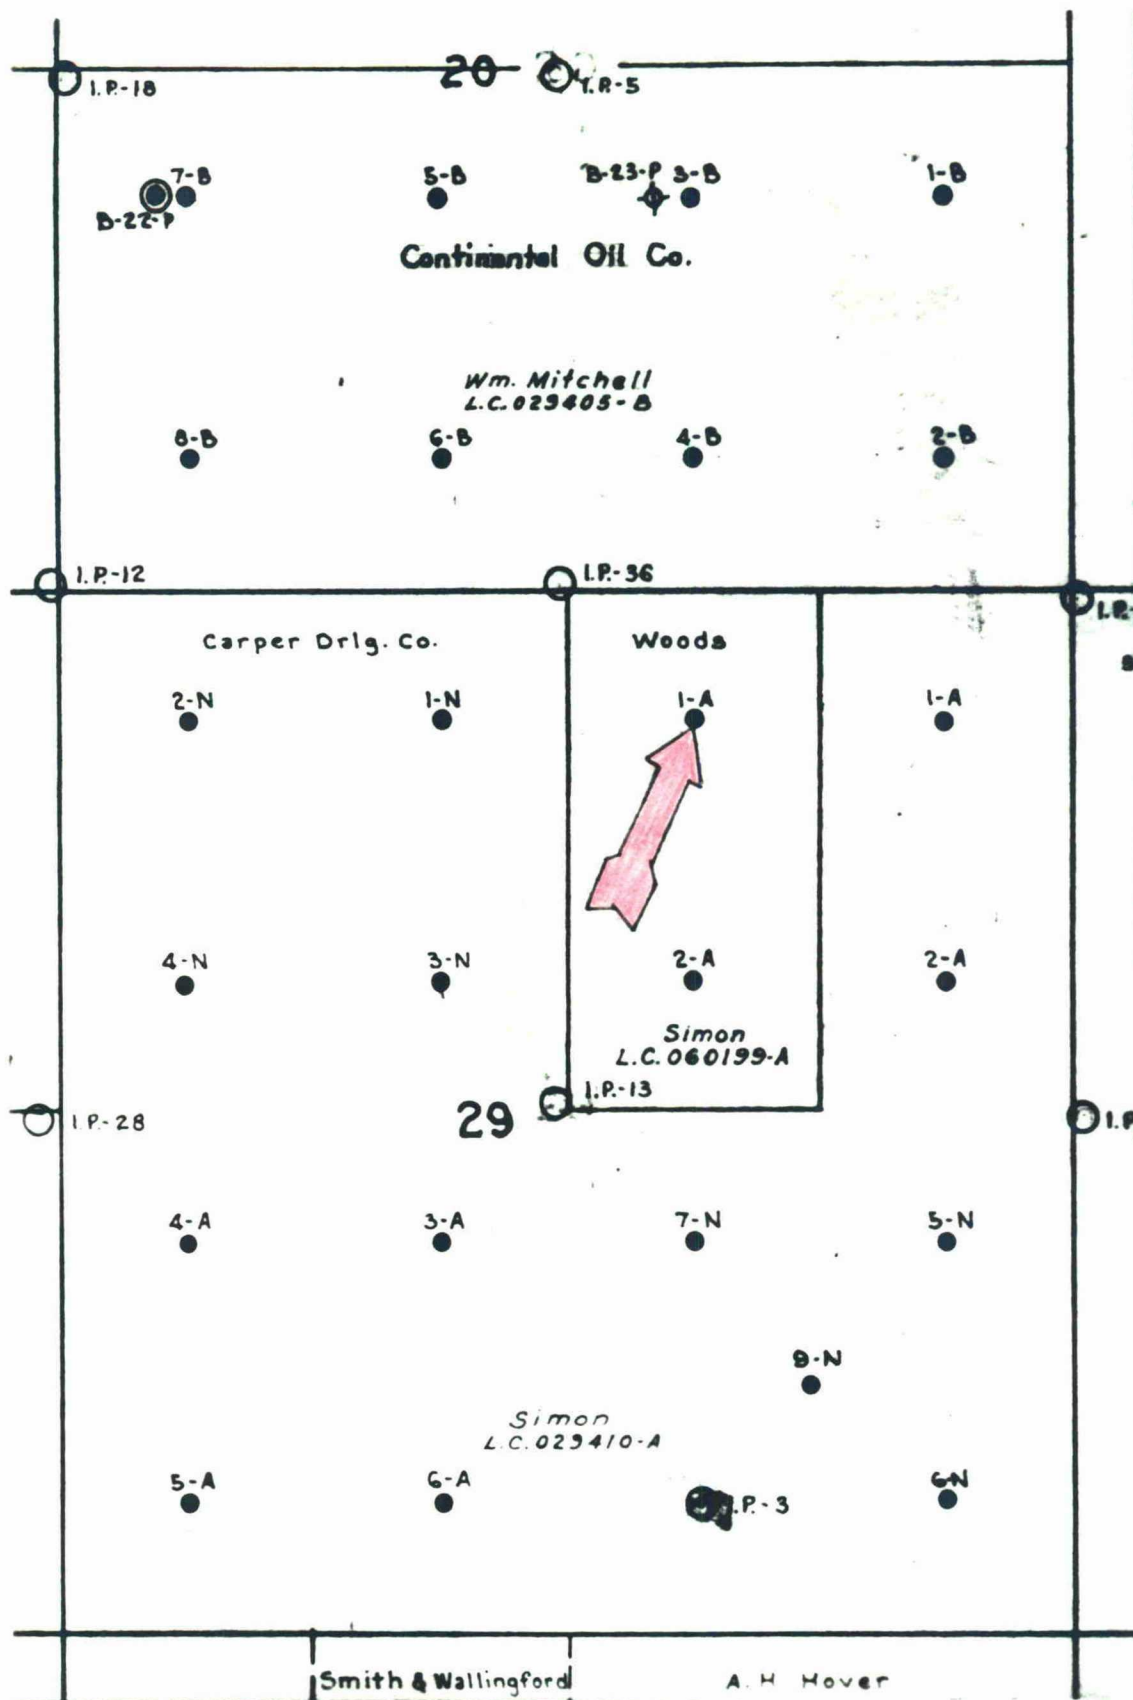 20
I.P.-18
I.P.-5
7-B
5-B
B-23-P
3-B
1-B
B-22-P
Continental Oil Co.
Wm. Mitchell
L.C. 029405-B
8-B
6-B
4-B
2-B
I.P.-12
I.P.-36
I.P.-
Carper Drlg. Co.
Woods
2-N
1-N
1-A
1-A
4-N
3-N
2-A
2-A
Simon
L.C. 060199-A
I.P.-13
I.P.-28
29
I.P
4-A
3-A
7-N
5-N
9-N
Simon
L.C. 029410-A
5-A
6-A
I.P.-3
6-N
Smith & Wallingford
A. H Hover